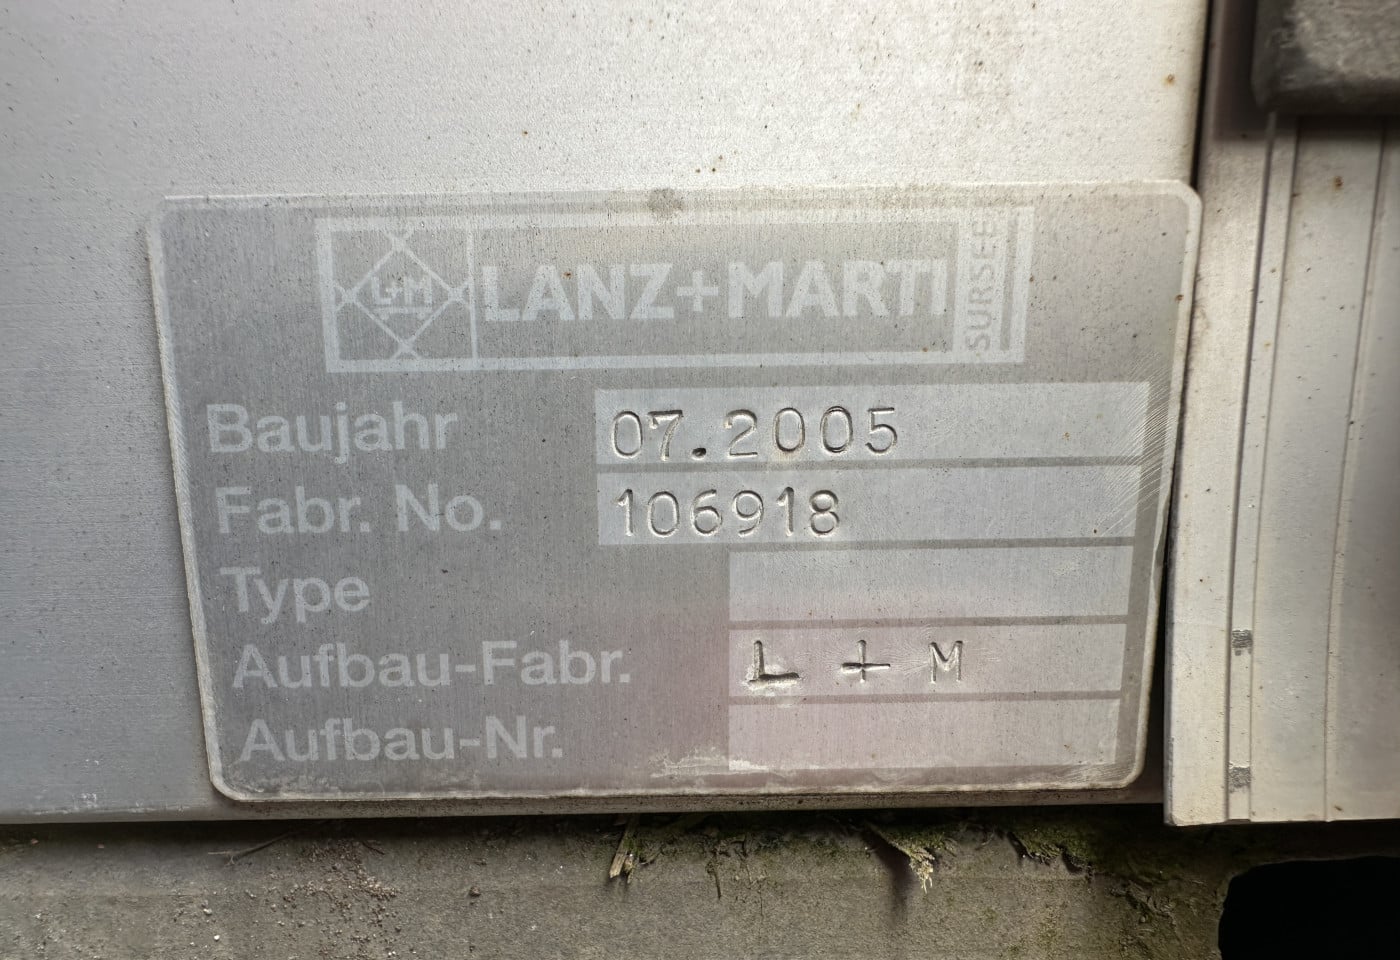 L+M LANZ+MARTI SURSEE
Baujahr 07.2005
Fabr. No. 106918
Type
Aufbau-Fabr. L + M
Aufbau-Nr.